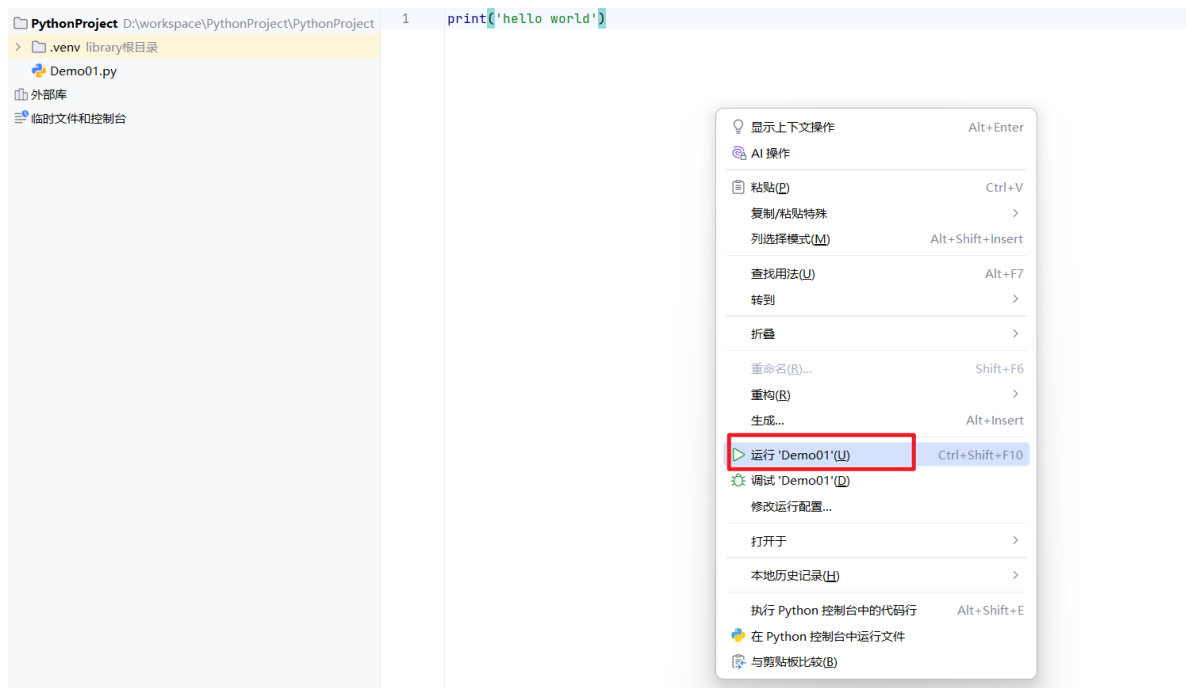 PythonProject D:\workspace\PythonProject\PythonProject
.venv library根目录
Demo01.py
外部库
临时文件和控制台
1 print('hello world')
显示上下文操作 Alt+Enter
AI 操作
粘贴(P) Ctrl+V
复制/粘贴特殊
列选择模式(M) Alt+Shift+Insert
查找用法(U) Alt+F7
转到
折叠
重命名(R)... Shift+F6
重构(R)
生成... Alt+Insert
运行 'Demo01'(U) Ctrl+Shift+F10
调试 'Demo01'(D)
修改运行配置...
打开于
本地历史记录(H)
执行 Python 控制台中的代码行 Alt+Shift+E
在 Python 控制台中运行文件
与剪贴板比较(B)